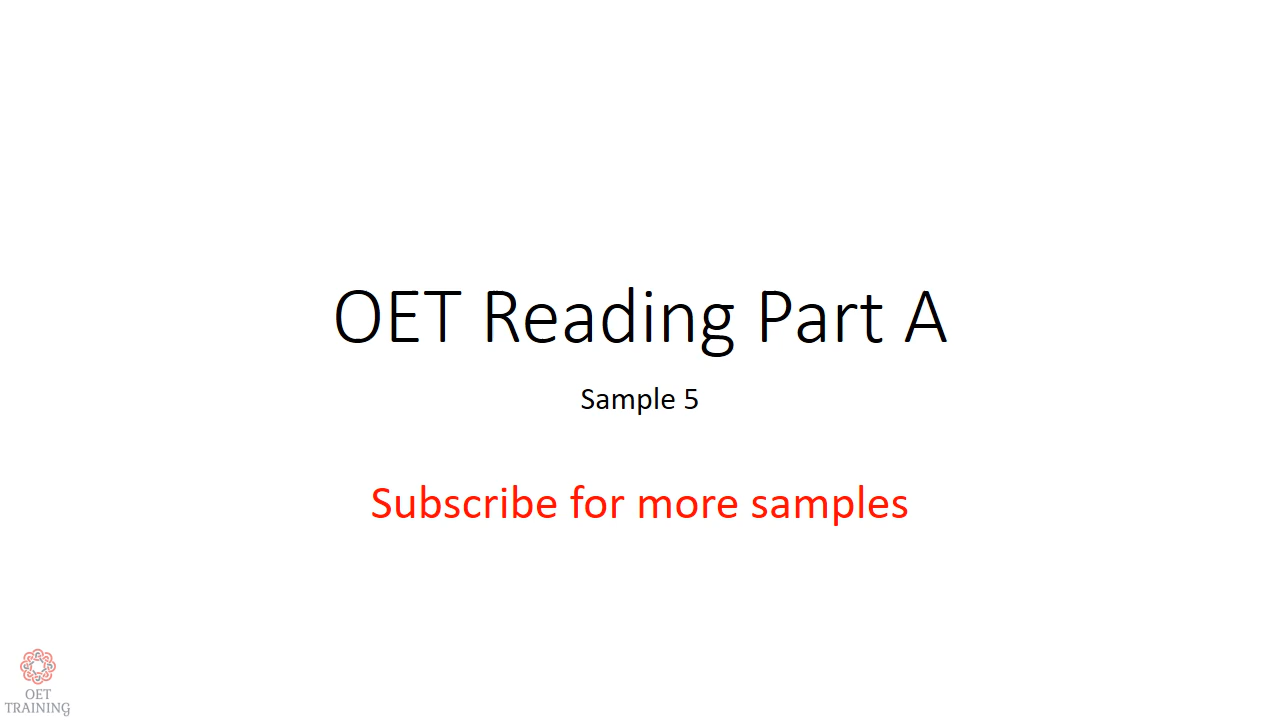 OET Reading Part A
Sample 5
Subscribe for more samples
OET
TRAINING